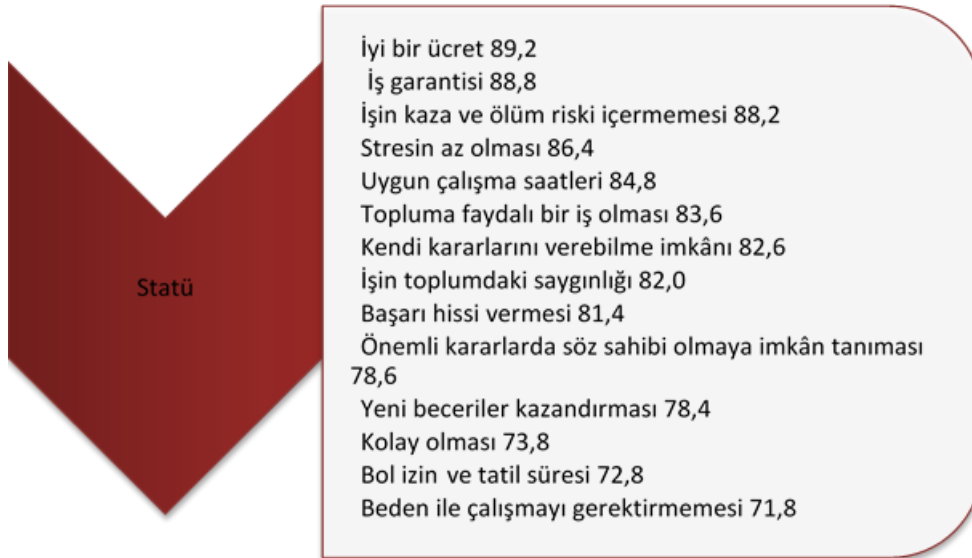 Statü
İyi bir ücret 89,2
İş garantisi 88,8
İşin kaza ve ölüm riski içermemesi 88,2
Stresin az olması 86,4
Uygun çalışma saatleri 84,8
Topluma faydalı bir iş olması 83,6
Kendi kararlarını verebilme imkânı 82,6
İşin toplumdaki saygınlığı 82,0
Başarı hissi vermesi 81,4
Önemli kararlarda söz sahibi olmaya imkân tanıması
78,6
Yeni beceriler kazandırması 78,4
Kolay olması 73,8
Bol izin ve tatil süresi 72,8
Beden ile çalışmayı gerektirmemesi 71,8